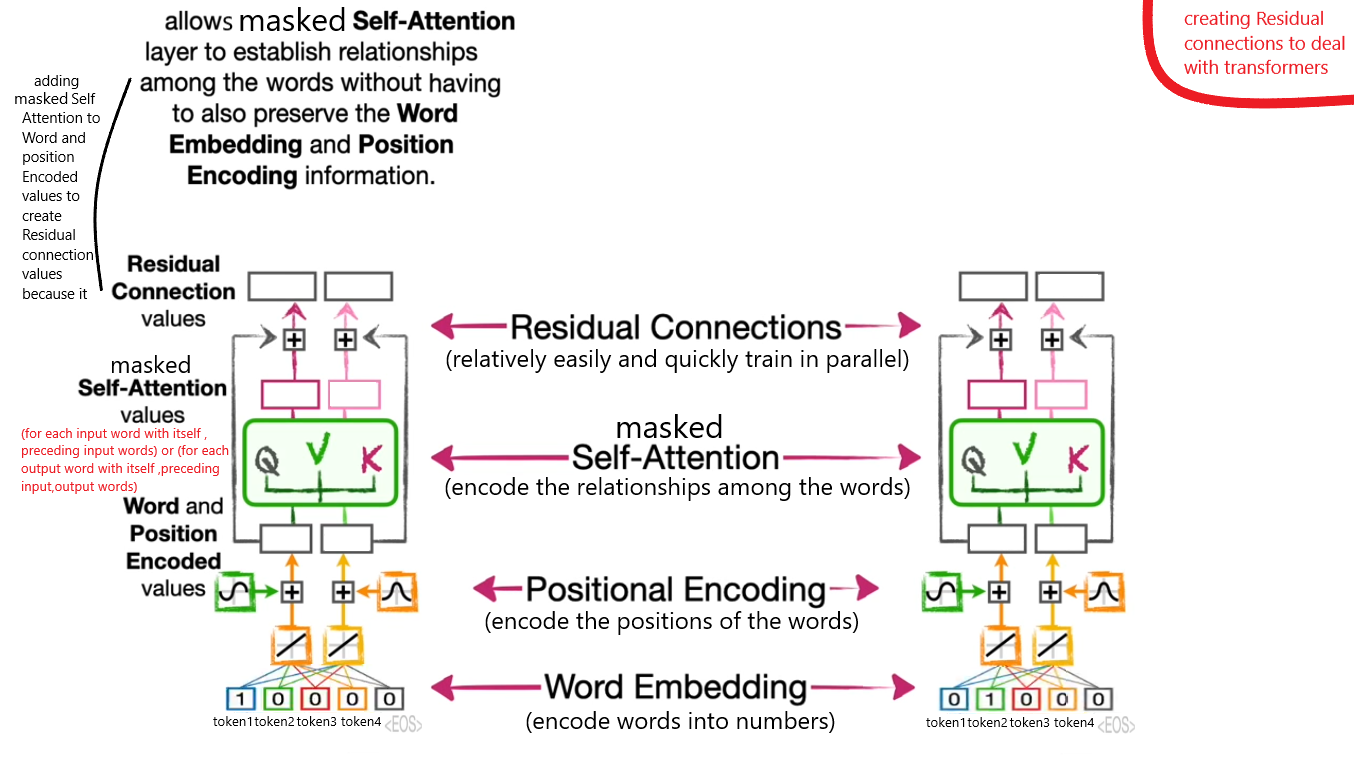 allows masked Self-Attention
layer to establish relationships
among the words without having
to also preserve the Word
Embedding and Position
Encoding information.
creating Residual
connections to deal
with transformers
adding
masked Self
Attention to
Word and
position
Encoded
values to
create
Residual
connection
values
because it
Residual
Connection
values
Residual Connections
(relatively easily and quickly train in parallel)
masked
Self-Attention
values
(for each input word with itself ,
preceding input words) or (for each
output word with itself ,preceding
input,output words)
Q V K
masked
Self-Attention
(encode the relationships among the words)
Q V K
Word and
Position
Encoded
values
+ +
+ +
Positional Encoding
(encode the positions of the words)
+ +
+ +
Word Embedding
(encode words into numbers)
1 0 0 0 0
token1 token2 token3 token4 <EOS>
0 1 0 0 0
token1 token2 token3 token4 <EOS>